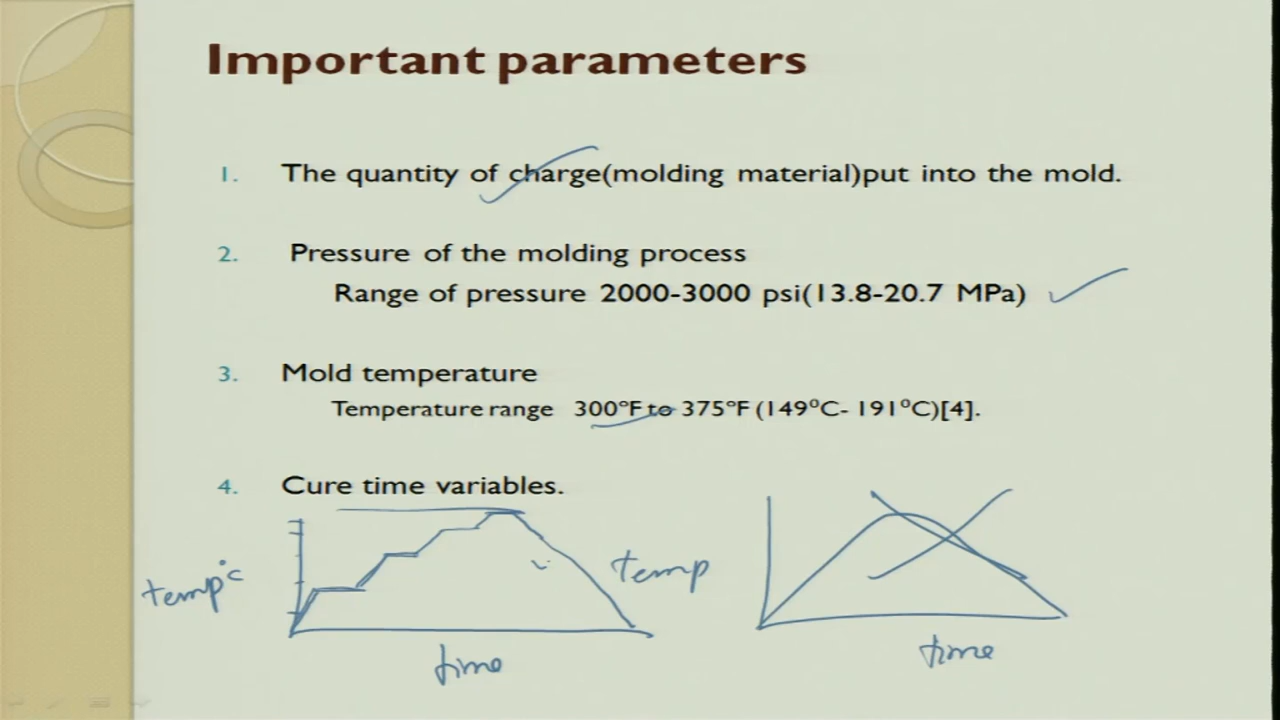 Important parameters
1. The quantity of charge(molding material)put into the mold.
2. Pressure of the molding process
Range of pressure 2000-3000 psi(13.8-20.7 MPa)
3. Mold temperature
Temperature range 300°F to 375°F (149°C- 191°C)[4].
4. Cure time variables.
temp°c
temp
time
time